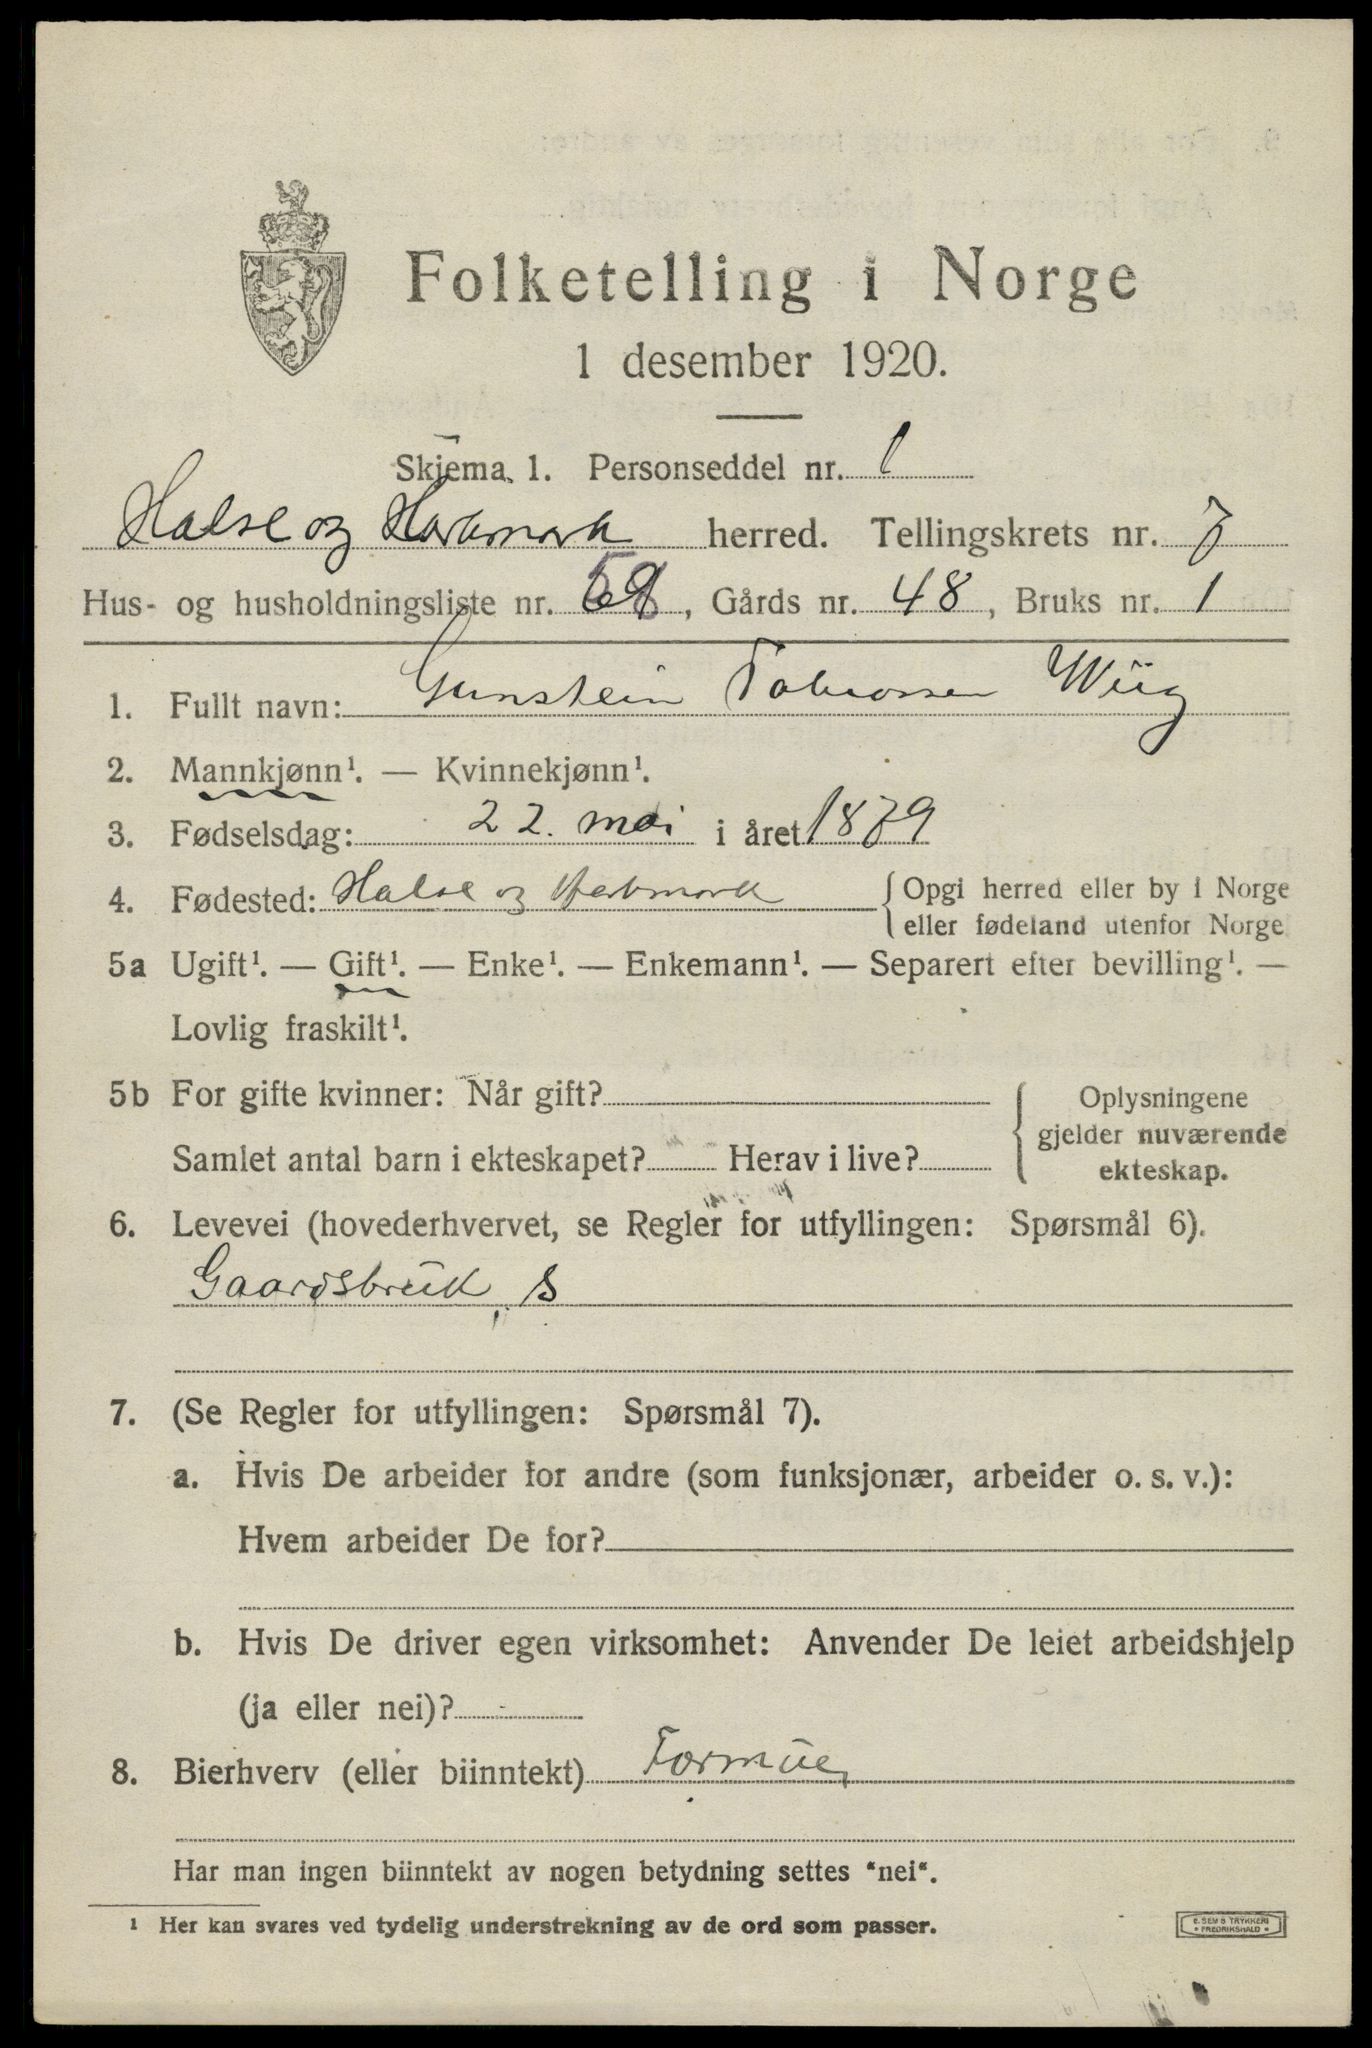 Folketelling i Norge
1 desember 1920.
Skjema 1. Personseddel nr. 1
Halse og Harkmark herred. Tellingskrets nr. 7
Hus- og husholdningsliste nr. , Gårds nr. 48, Bruks nr. 1
1. Fullt navn: Gunstein Tobiassen Wiig
2. Mannkjønn¹. — Kvinnekjønn¹.
3. Fødselsdag: 22. mai i året 1879
4. Fødested: Halse og Harkmark { Opgi herred eller by i Norge
eller fødeland utenfor Norge
5a Ugift¹. — Gift¹. — Enke¹. — Enkemann¹. — Separert efter bevilling¹. —
Lovlig fraskilt¹.
5b For gifte kvinner: Når gift?
Samlet antal barn i ekteskapet? Herav i live?
{ Oplysningene
gjelder nuværende
ekteskap.
6. Levevei (hovederhvervet, se Regler for utfyllingen: Spørsmål 6).
Gaardsbruk, s
7. (Se Regler for utfyllingen: Spørsmål 7).
a. Hvis De arbeider for andre (som funksjonær, arbeider o. s. v.):
Hvem arbeider De for?
b. Hvis De driver egen virksomhet: Anvender De leiet arbeidshjelp
(ja eller nei)?
8. Bierhverv (eller biinntekt) Formue,
Har man ingen biinntekt av nogen betydning settes "nei".
¹ Her kan svares ved tydelig understrekning av de ord som passer.
E. SEM'S TRYKKERI
• FREDRIKSHALD •